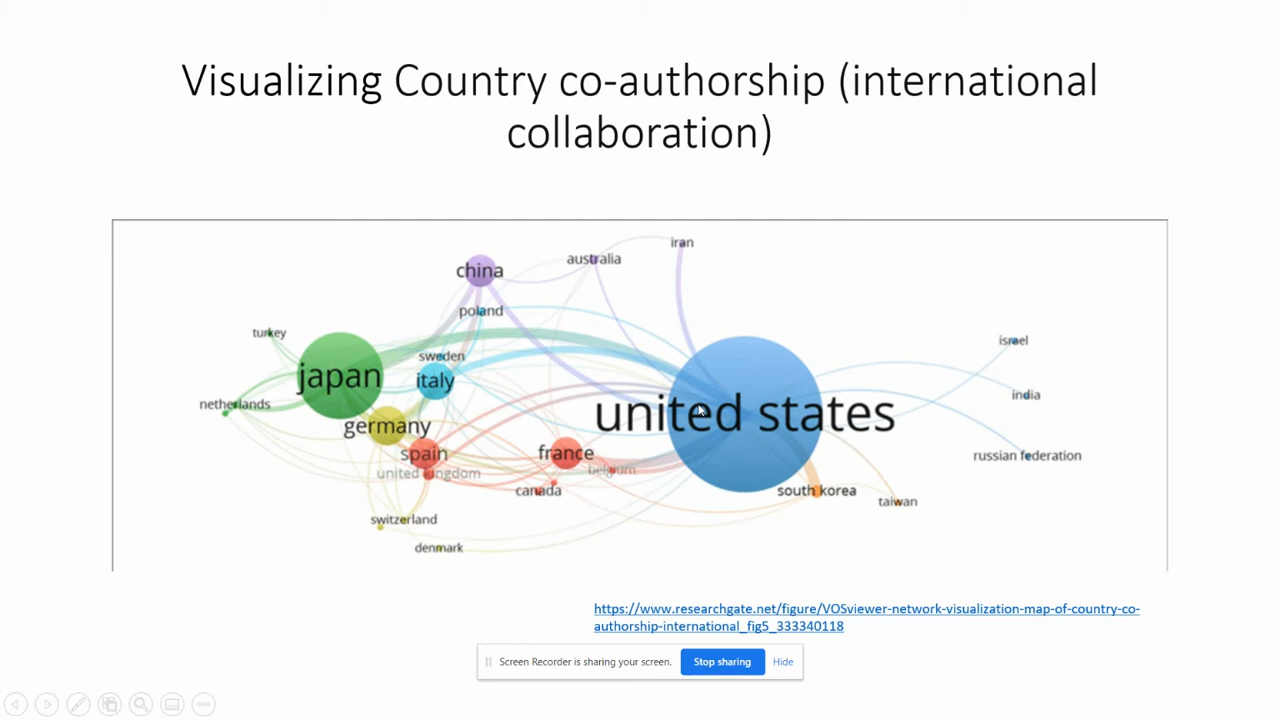 Visualizing Country co-authorship (international
collaboration)
iran
australia
china
poland
turkey
israel
sweden
japan
italy
india
netherlands
united states
germany
spain
france
russian federation
united kingdom
belgium
canada
south korea
taiwan
switzerland
denmark
https://www.researchgate.net/figure/VOSviewer-network-visualization-map-of-country-co-
authorship-international_fig5_333340118
Screen Recorder is sharing your screen. Stop sharing Hide